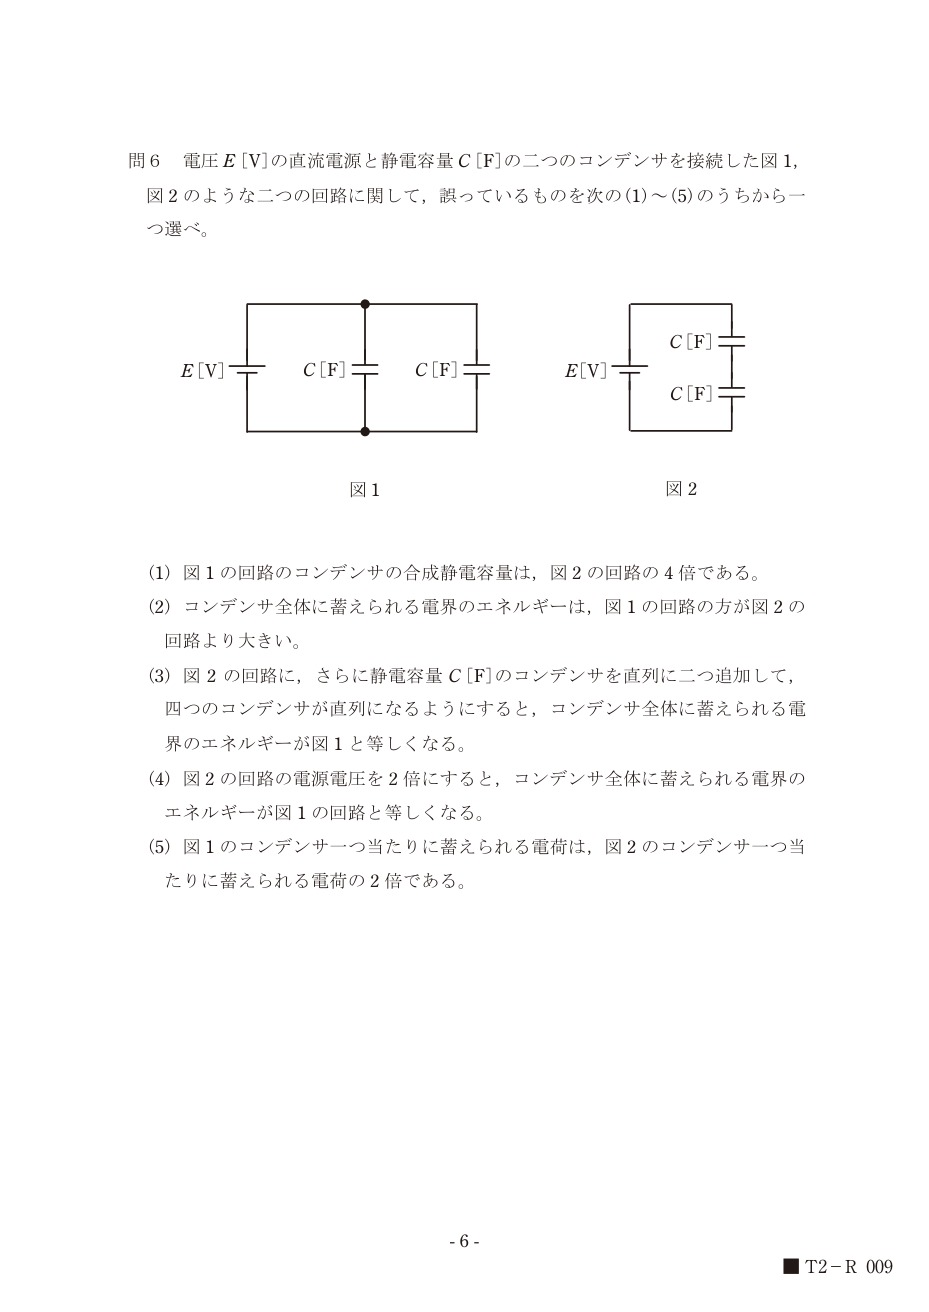 問６　電圧E［V］の直流電源と静電容量C［F］の二つのコンデンサを接続した図１，
図２のような二つの回路に関して，誤っているものを次の(1)～(5)のうちから一
つ選べ。
E［V］　C［F］　C［F］
図１
E［V］　C［F］
C［F］
図２
(1) 図１の回路のコンデンサの合成静電容量は，図２の回路の４倍である。
(2) コンデンサ全体に蓄えられる電界のエネルギーは，図１の回路の方が図２の
回路より大きい。
(3) 図２の回路に，さらに静電容量C［F］のコンデンサを直列に二つ追加して，
四つのコンデンサが直列になるようにすると，コンデンサ全体に蓄えられる電
界のエネルギーが図１と等しくなる。
(4) 図２の回路の電源電圧を２倍にすると，コンデンサ全体に蓄えられる電界の
エネルギーが図１の回路と等しくなる。
(5) 図１のコンデンサ一つ当たりに蓄えられる電荷は，図２のコンデンサ一つ当
たりに蓄えられる電荷の２倍である。
- 6 -
■ T2－R 009